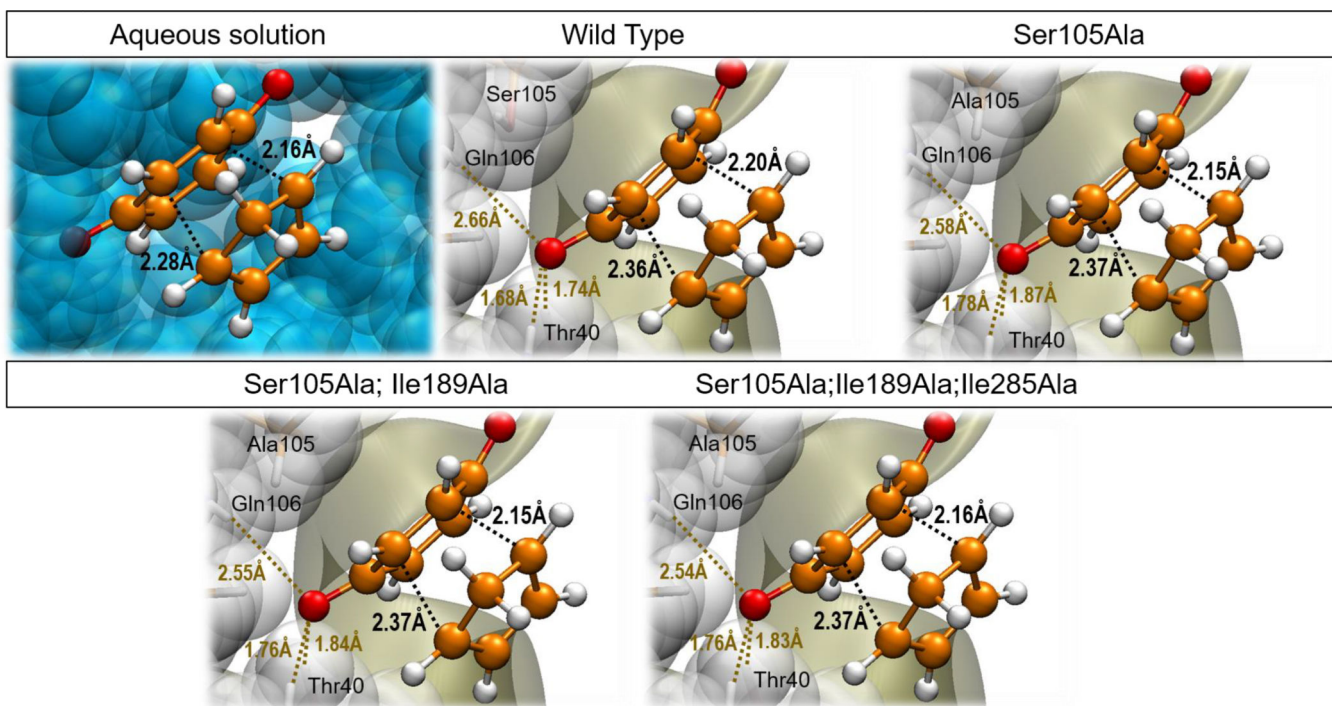 Aqueous solution
Wild Type
Ser105Ala
2.16Å
2.28Å
Ser105
Gln106
2.20Å
2.66Å
2.36Å
1.68Å
1.74Å
Thr40
Ala105
Gln106
2.15Å
2.58Å
2.37Å
1.78Å
1.87Å
Thr40
Ser105Ala; Ile189Ala
Ser105Ala;Ile189Ala;Ile285Ala
Ala105
Gln106
2.15Å
2.55Å
2.37Å
1.76Å
1.84Å
Thr40
Ala105
Gln106
2.16Å
2.54Å
2.37Å
1.76Å
1.83Å
Thr40